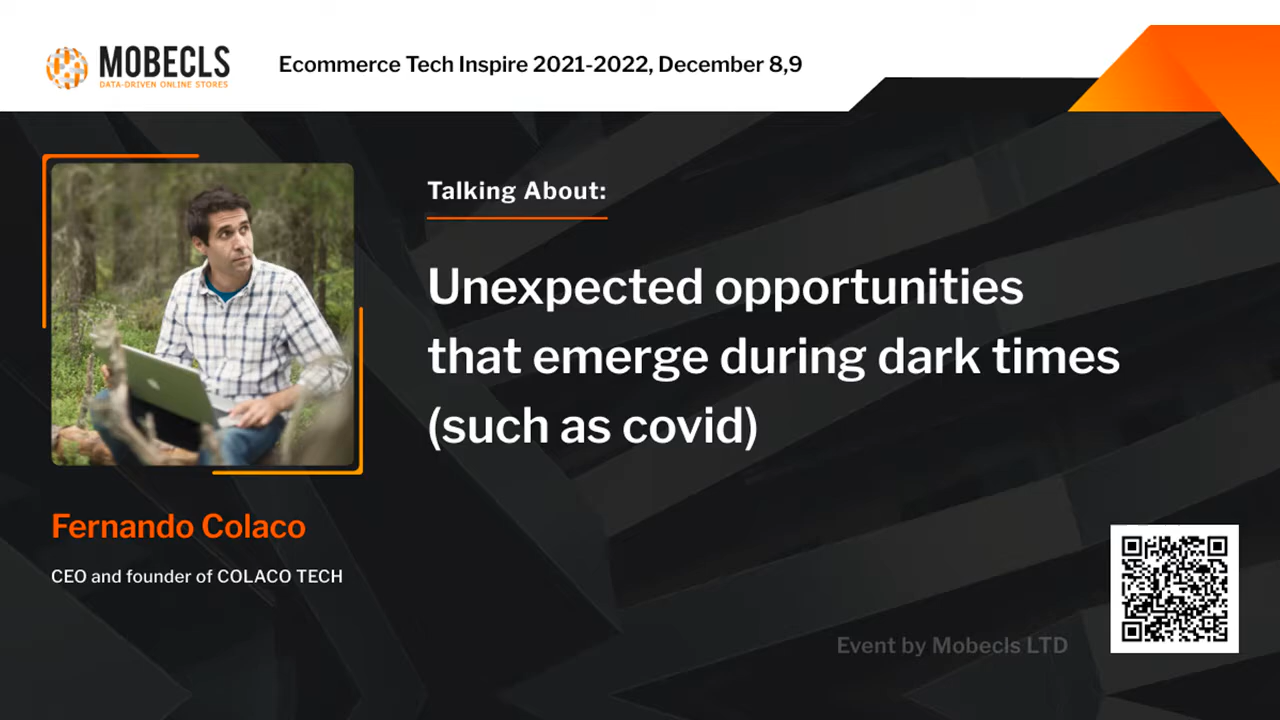 MOBECLS
DATA-DRIVEN ONLINE STORES
Ecommerce Tech Inspire 2021-2022, December 8,9
Talking About:
Unexpected opportunities
that emerge during dark times
(such as covid)
Fernando Colaco
CEO and founder of COLACO TECH
Event by Mobecls LTD